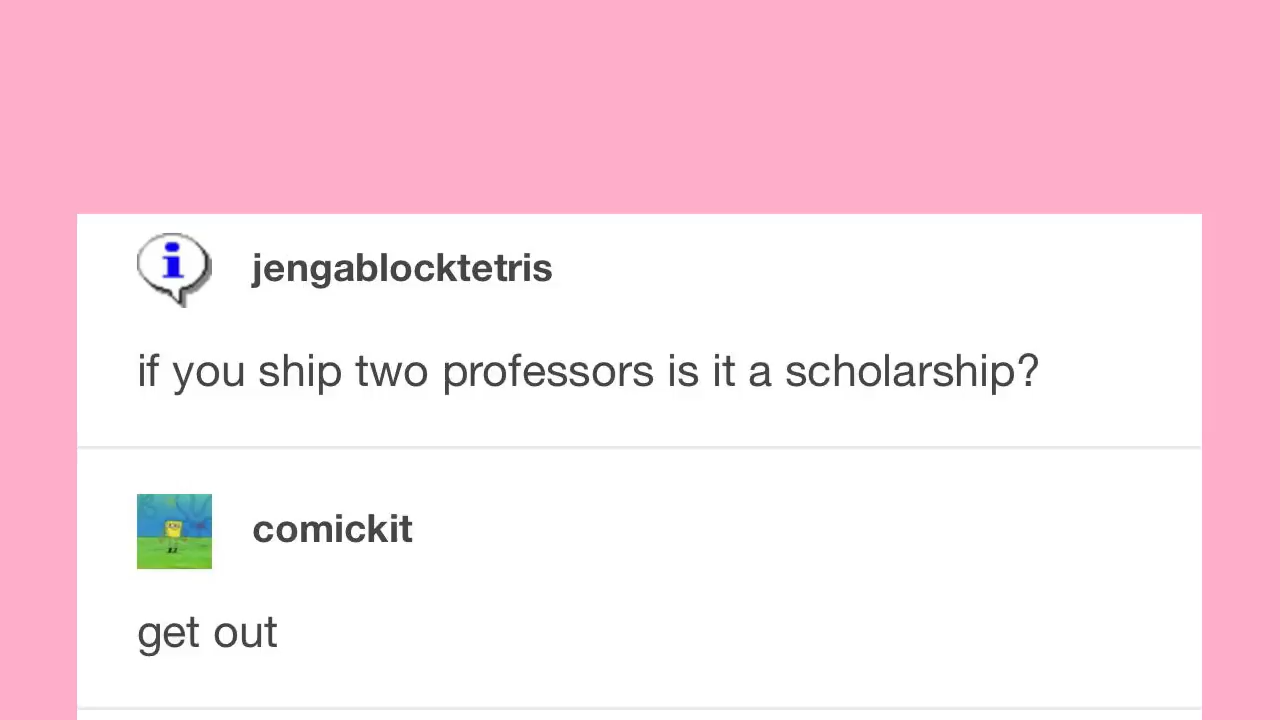 jengablocktetris
if you ship two professors is it a scholarship?
comickit
get out